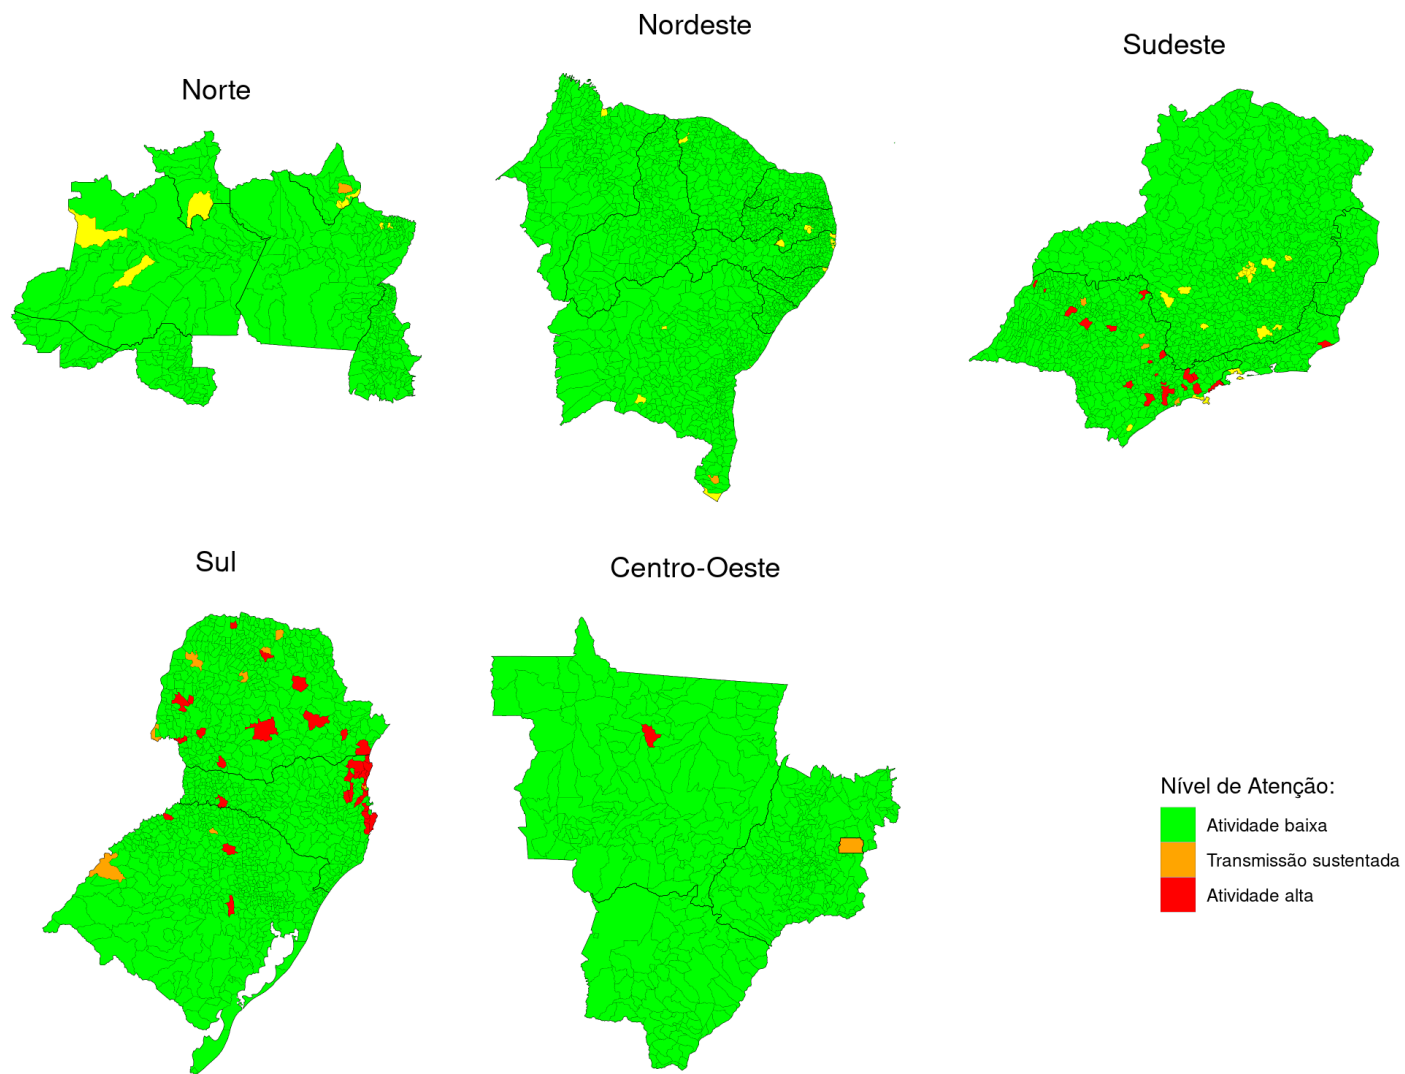 Nordeste
Sudeste
Norte
Sul
Centro-Oeste
Nível de Atenção:
Atividade baixa
Transmissão sustentada
Atividade alta